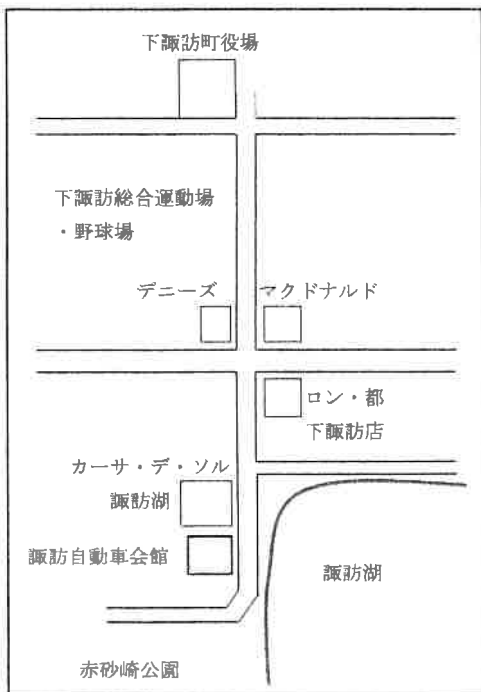 下諏訪町役場
下諏訪総合運動場
・野球場
デニーズ
マクドナルド
ロン・都
下諏訪店
カーサ・デ・ソル
諏訪湖
諏訪自動車会館
諏訪湖
赤砂崎公園